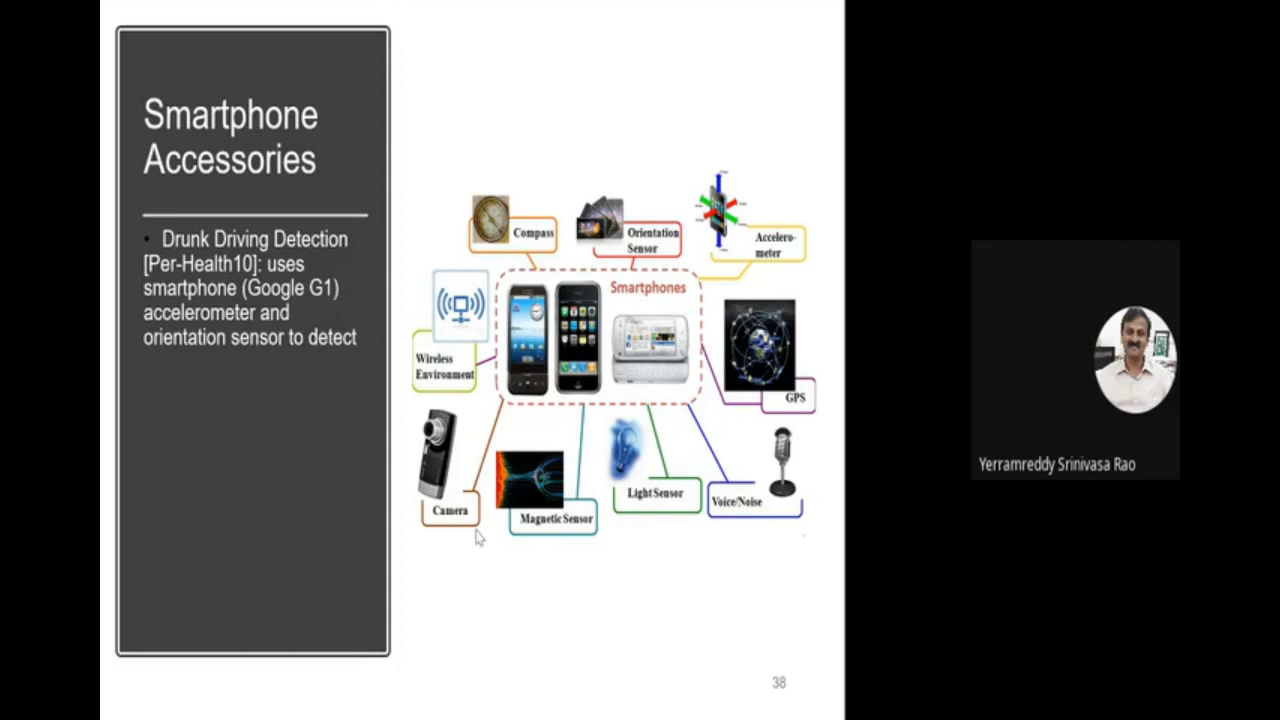 Smartphone
Accessories
• Drunk Driving Detection
[Per-Health10]: uses
smartphone (Google G1)
accelerometer and
orientation sensor to detect
Compass
Orientation
Sensor
Accelero-
meter
Smartphones
Wireless
Environment
GPS
Camera
Magnetic Sensor
Light Sensor
Voice/Noise
38
Yerramreddy Srinivasa Rao